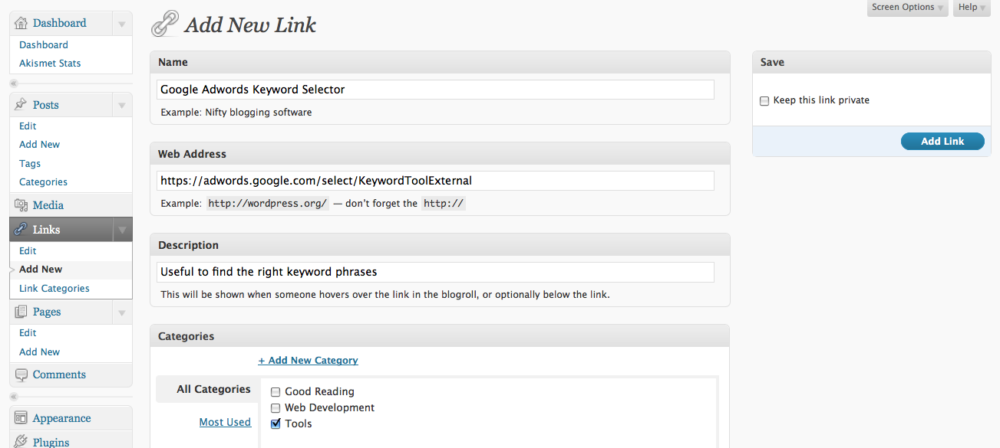 Screen Options
Help
Dashboard
Dashboard
Akismet Stats
Posts
Edit
Add New
Tags
Categories
Media
Links
Edit
Add New
Link Categories
Pages
Edit
Add New
Comments
Appearance
Plugins
Add New Link
Name
Google Adwords Keyword Selector
Example: Nifty blogging software
Web Address
https://adwords.google.com/select/KeywordToolExternal
Example: http://wordpress.org/ — don’t forget the http://
Description
Useful to find the right keyword phrases
This will be shown when someone hovers over the link in the blogroll, or optionally below the link.
Categories
+ Add New Category
All Categories
Most Used
Good Reading
Web Development
Tools
Save
Keep this link private
Add Link